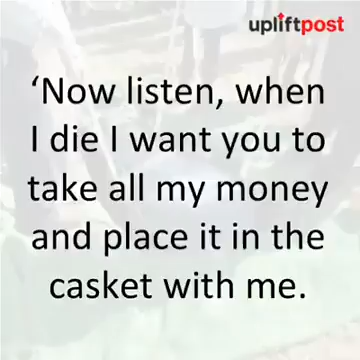 upliftpost
‘Now listen, when
I die I want you to
take all my money
and place it in the
casket with me.